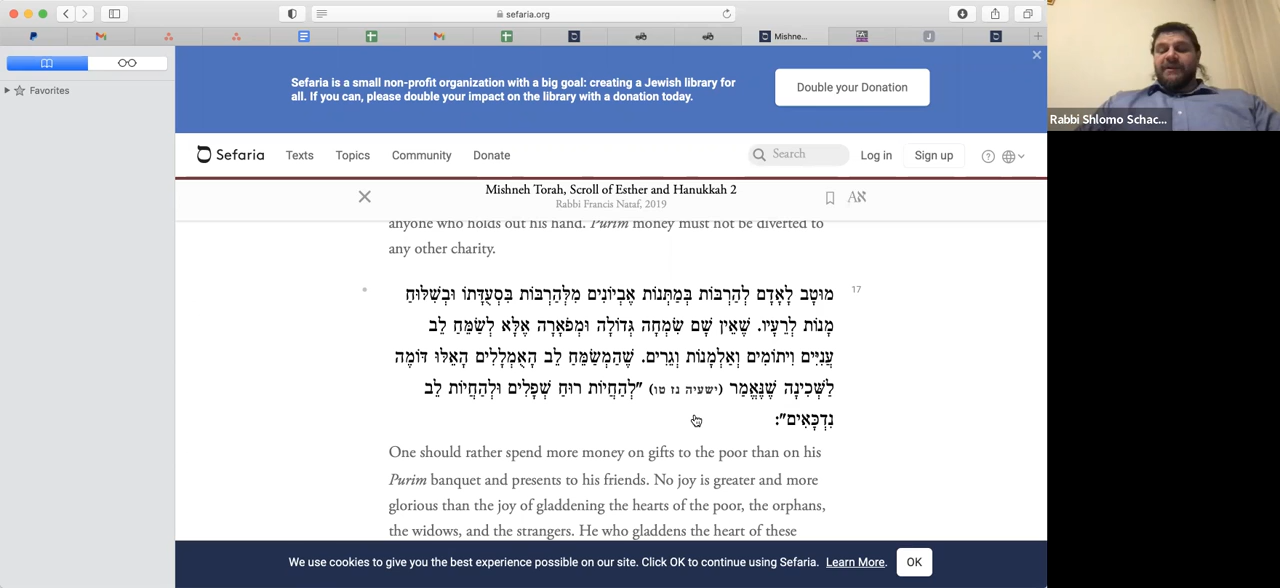 sefaria.org
Mishne...
Favorites
Sefaria is a small non-profit organization with a big goal: creating a Jewish library for
all. If you can, please double your impact on the library with a donation today.
Double your Donation
Sefaria
Texts
Topics
Community
Donate
Search
Log in
Sign up
Mishneh Torah, Scroll of Esther and Hanukkah 2
Rabbi Francis Nataf, 2019
anyone who holds out his hand. Purim money must not be diverted to
any other charity.
17
מוּטָב לָאָדָם לְהַרְבּוֹת בְּמַתְּנוֹת אֶבְיוֹנִים מִלְּהַרְבּוֹת בִּסְעֻדָּתוֹ וּבְשִׁלּוּחַ
מָנוֹת לְרֵעָיו. שֶׁאֵין שָׁם שִׂמְחָה גְּדוֹלָה וּמְפֹאָרָה אֶלָּא לְשַׂמֵּחַ לֵב
עֲנִיִּים וִיתוֹמִים וְאַלְמָנוֹת וְגֵרִים. שֶׁהַמְשַׂמֵּחַ לֵב הָאֻמְלָלִים הָאֵלּוּ דּוֹמֶה
לַשְּׁכִינָה שֶׁנֶּאֱמַר (ישעיה נז טו) "לְהַחֲיוֹת רוּחַ שְׁפָלִים וּלְהַחֲיוֹת לֵב
נִדְכָּאִים":
One should rather spend more money on gifts to the poor than on his
Purim banquet and presents to his friends. No joy is greater and more
glorious than the joy of gladdening the hearts of the poor, the orphans,
the widows, and the strangers. He who gladdens the heart of these
We use cookies to give you the best experience possible on our site. Click OK to continue using Sefaria. Learn More.
OK
Rabbi Shlomo Schac...